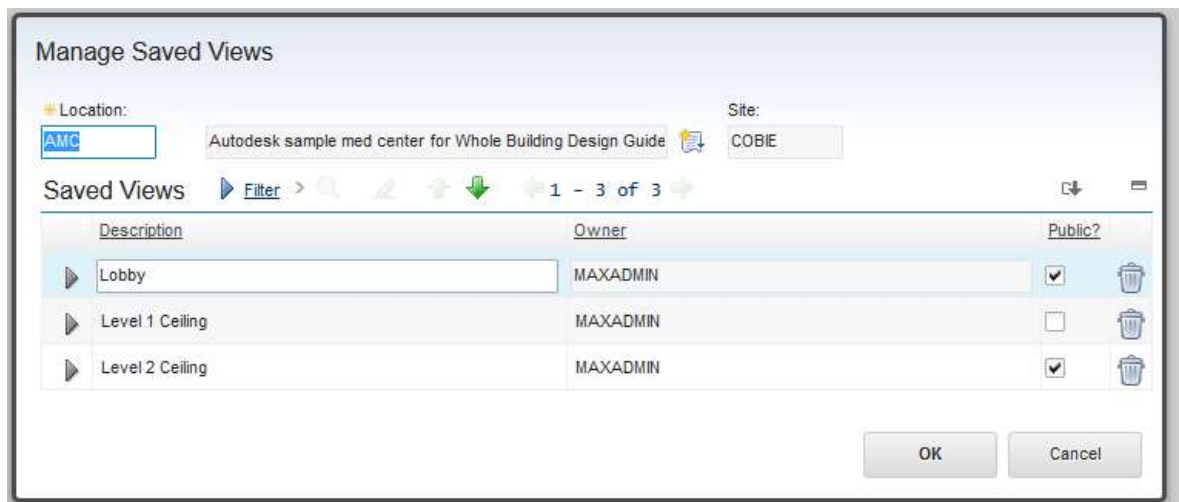 Manage Saved Views
Location: Site:
AMC Autodesk sample med center for Whole Building Design Guide COBIE
Saved Views Filter > 1 - 3 of 3
Description Owner Public?
Lobby MAXADMIN
Level 1 Ceiling MAXADMIN
Level 2 Ceiling MAXADMIN
OK Cancel